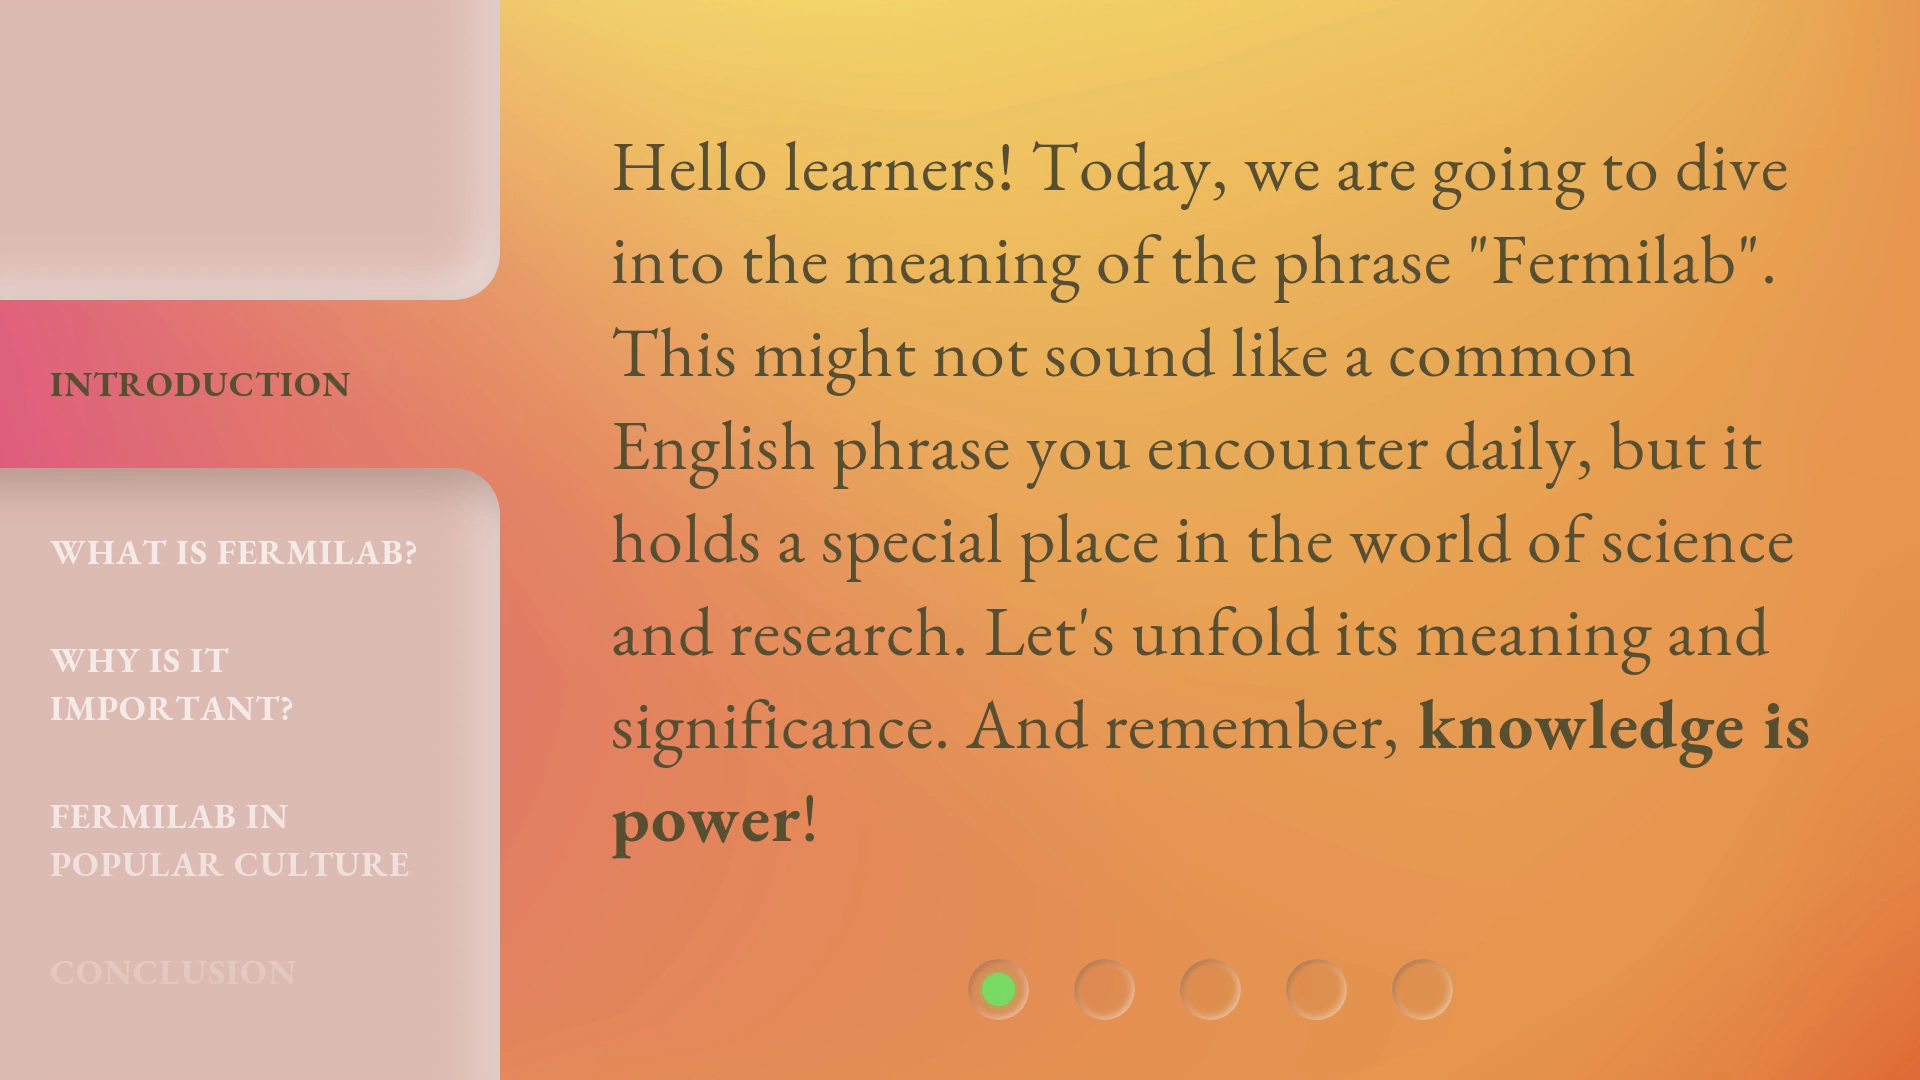 INTRODUCTION
WHAT IS FERMILAB?
WHY IS IT
IMPORTANT?
FERMILAB IN
POPULAR CULTURE
CONCLUSION
Hello learners! Today, we are going to dive
into the meaning of the phrase "Fermilab".
This might not sound like a common
English phrase you encounter daily, but it
holds a special place in the world of science
and research. Let's unfold its meaning and
significance. And remember, knowledge is
power!